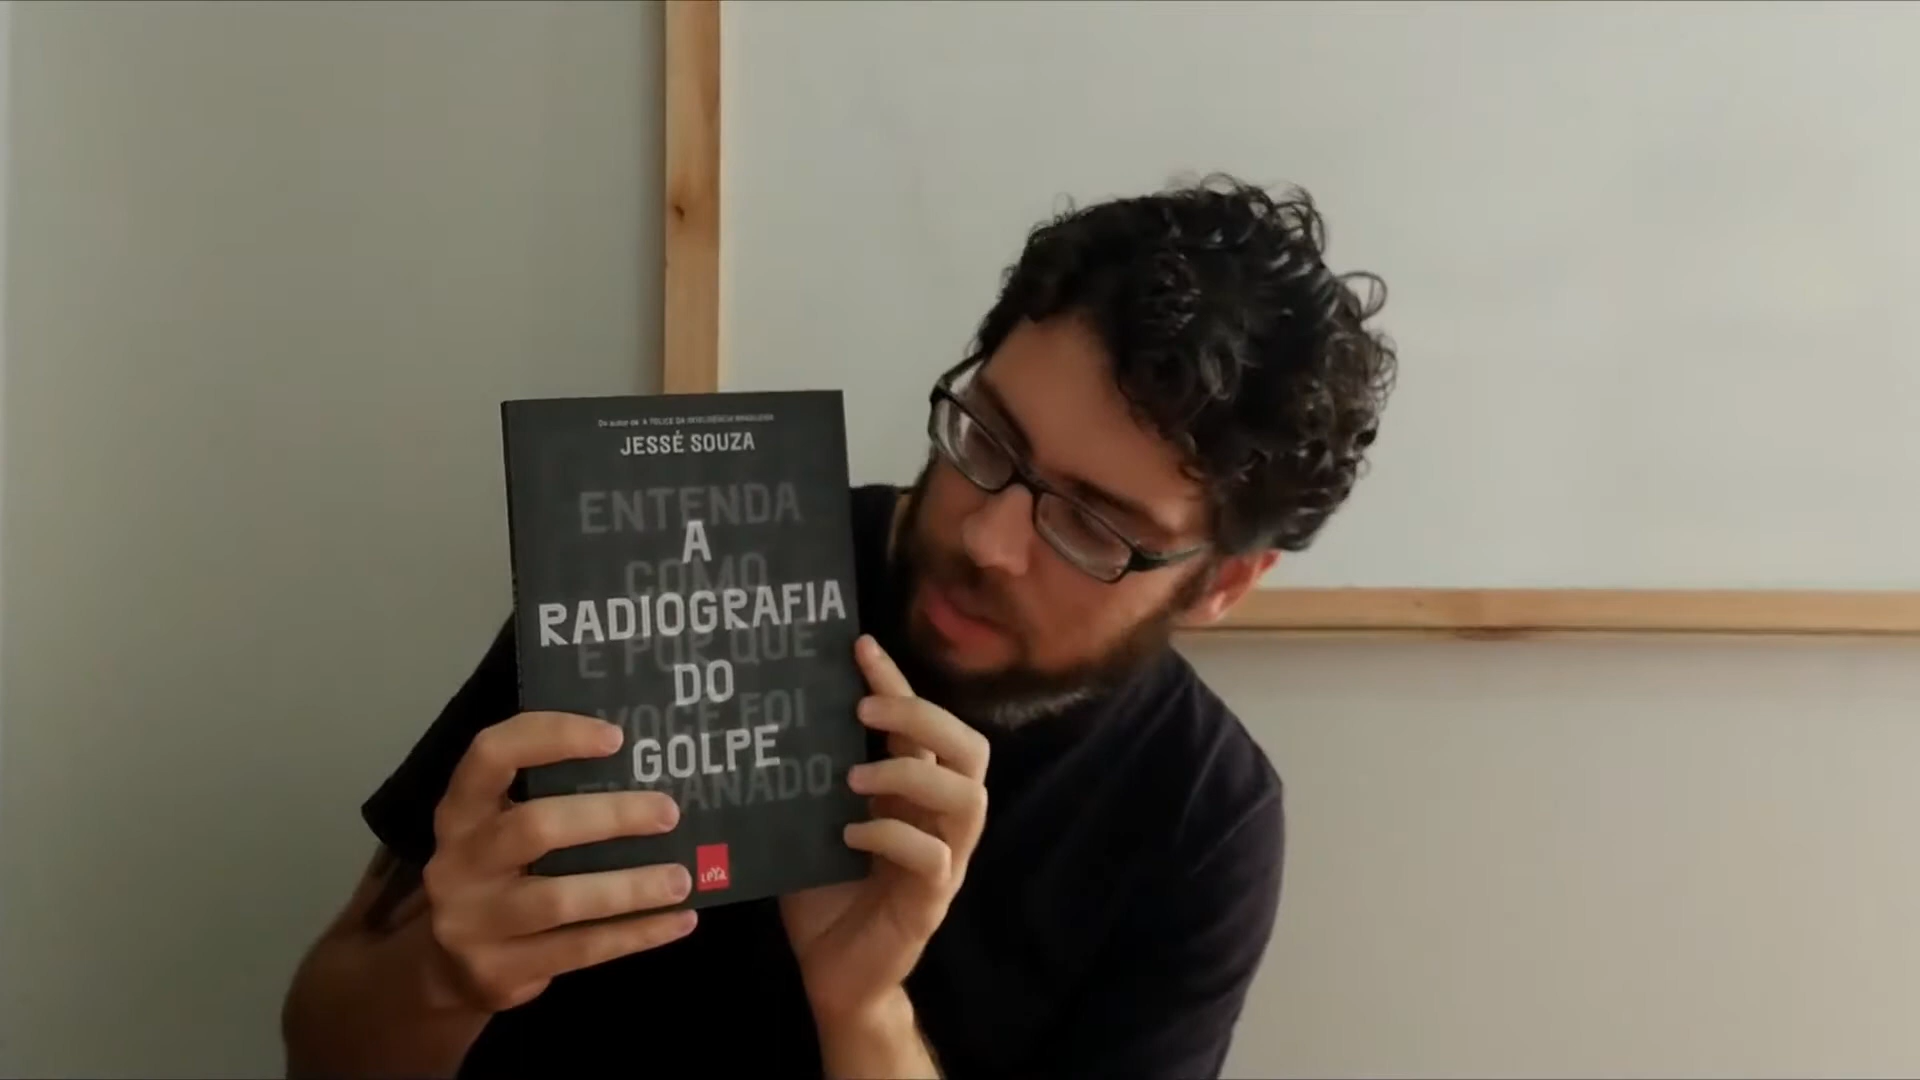 Do autor de A TOLICE DA INTELIGÊNCIA BRASILEIRA
JESSÉ SOUZA
ENTENDA
A
COMO
RADIOGRAFIA
E POR QUE
DO
VOCÊ FOI
GOLPE
ENGANADO
LeYa